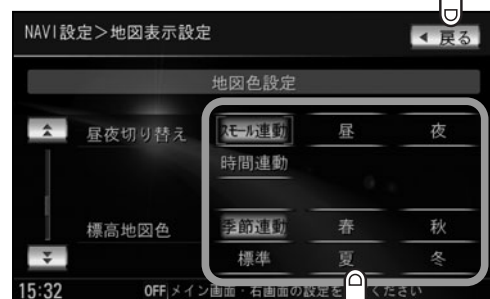 NAVI設定>地図表示設定
戻る
地図色設定
昼夜切り替え
スモール連動 昼 夜
時間連動
標高地図色
季節連動 春 秋
標準 夏 冬
15:32 OFF メイン画面・右画面の設定を ください